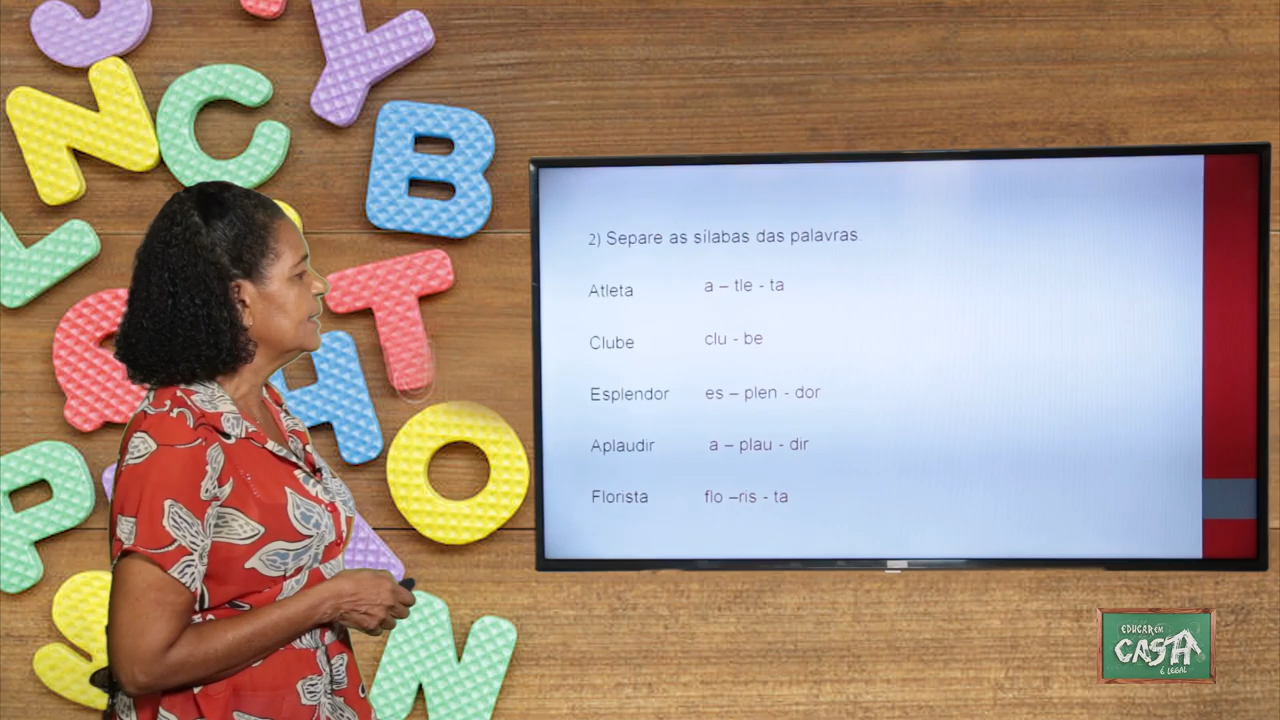 2) Separe as sílabas das palavras.
Atleta a – tle - ta
Clube clu - be
Esplendor es – plen - dor
Aplaudir a – plau - dir
Florista flo –ris - ta
EDUCAR EM
CASA
É LEGAL
J
Y
N
C
B
L
T
H
O
P
N